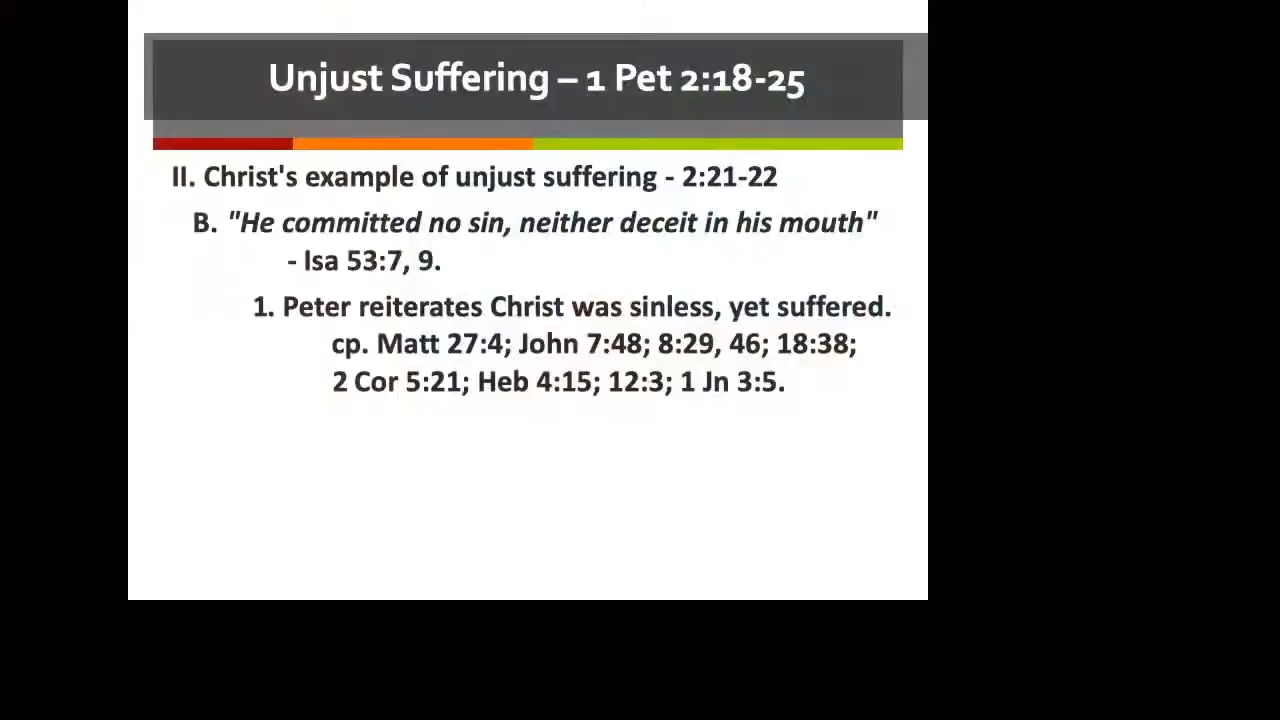 Unjust Suffering – 1 Pet 2:18-25
II. Christ's example of unjust suffering - 2:21-22
B. "He committed no sin, neither deceit in his mouth"
- Isa 53:7, 9.
1. Peter reiterates Christ was sinless, yet suffered.
cp. Matt 27:4; John 7:48; 8:29, 46; 18:38;
2 Cor 5:21; Heb 4:15; 12:3; 1 Jn 3:5.